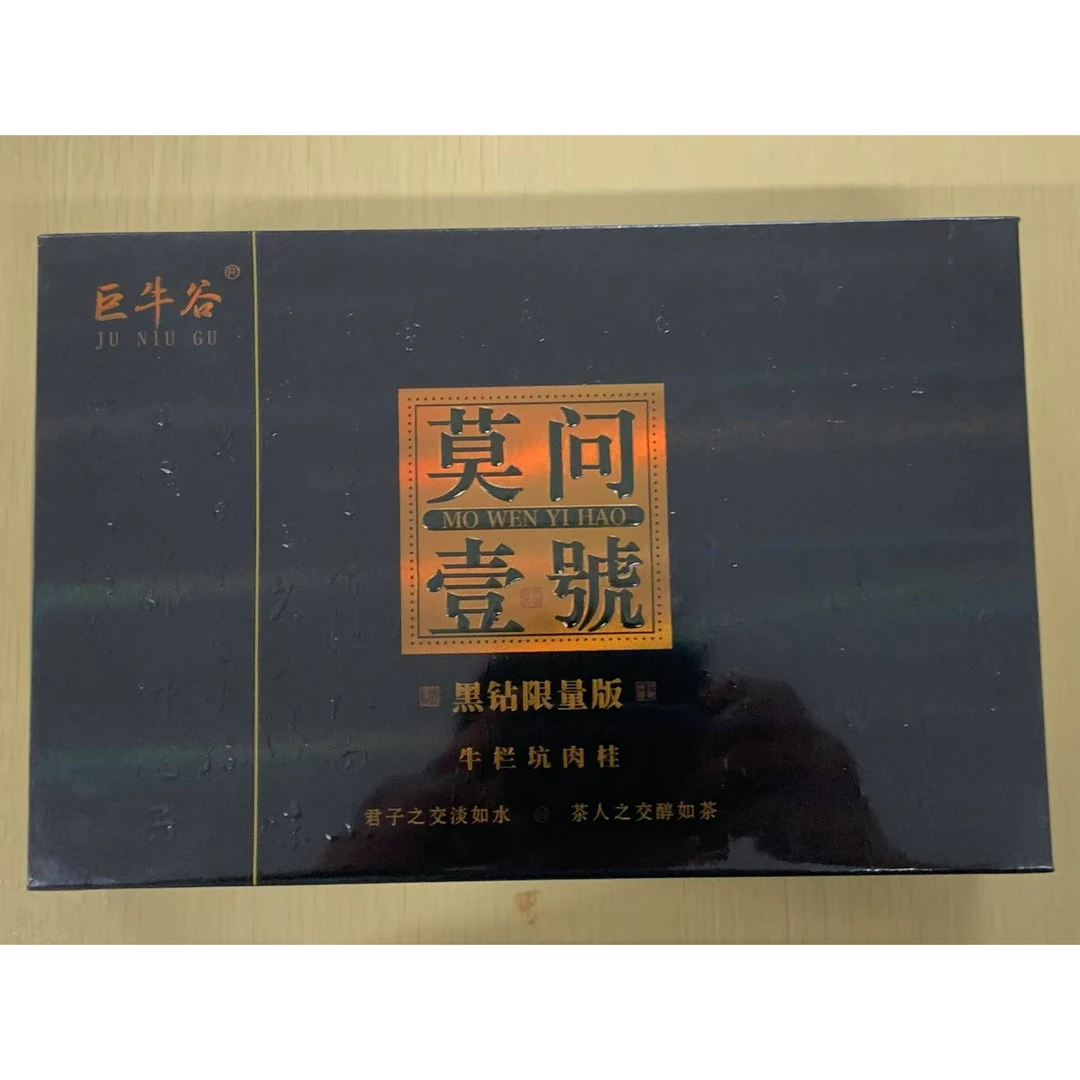 巨牛谷®
JU NIU GU
莫问
MO WEN YI HAO
壹號
黑钻限量版
牛栏坑肉桂
君子之交淡如水 茶人之交醇如茶